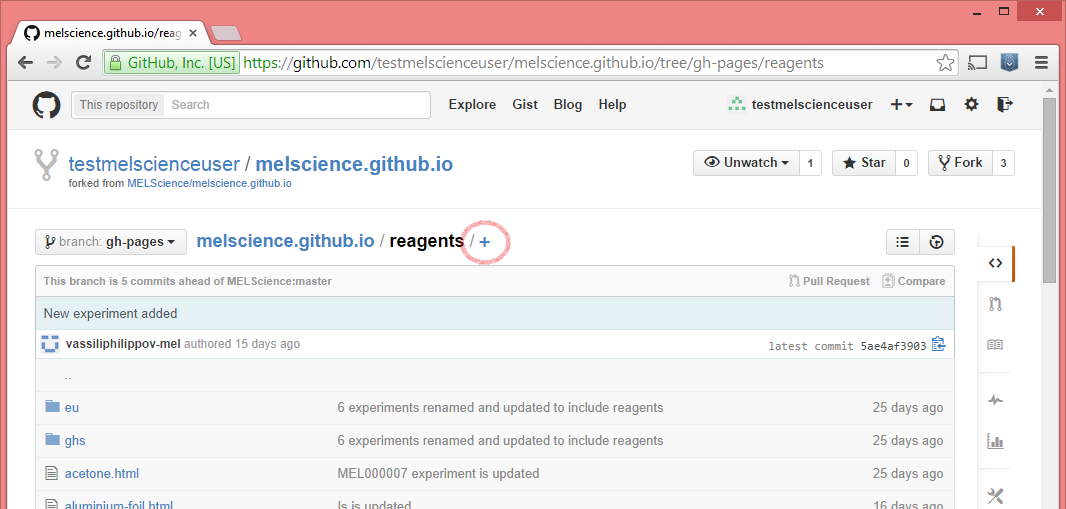 melscience.github.io/reag
GitHub, Inc. [US] https://github.com/testmelscienceuser/melscience.github.io/tree/gh-pages/reagents
This repository Search Explore Gist Blog Help testmelscienceuser
testmelscienceuser / melscience.github.io Unwatch 1 Star 0 Fork 3
forked from MELScience/melscience.github.io
branch: gh-pages melscience.github.io / reagents / +
This branch is 5 commits ahead of MELScience:master Pull Request Compare
New experiment added
vassiliphilippov-mel authored 15 days ago latest commit 5ae4af3903
..
eu 6 experiments renamed and updated to include reagents 25 days ago
ghs 6 experiments renamed and updated to include reagents 25 days ago
acetone.html MEL000007 experiment is updated 25 days ago
aluminium-foil.html ls is updated 16 days ago